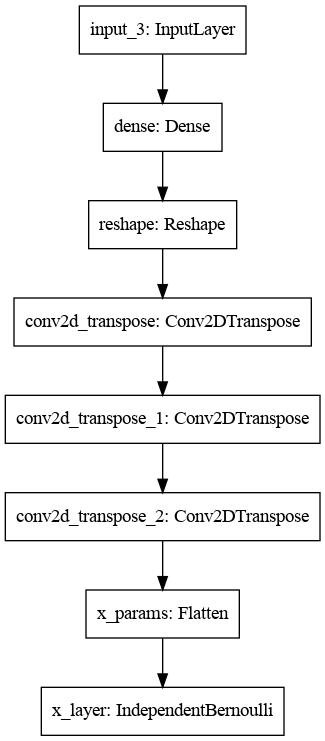 input_3: InputLayer
dense: Dense
reshape: Reshape
conv2d_transpose: Conv2DTranspose
conv2d_transpose_1: Conv2DTranspose
conv2d_transpose_2: Conv2DTranspose
x_params: Flatten
x_layer: IndependentBernoulli